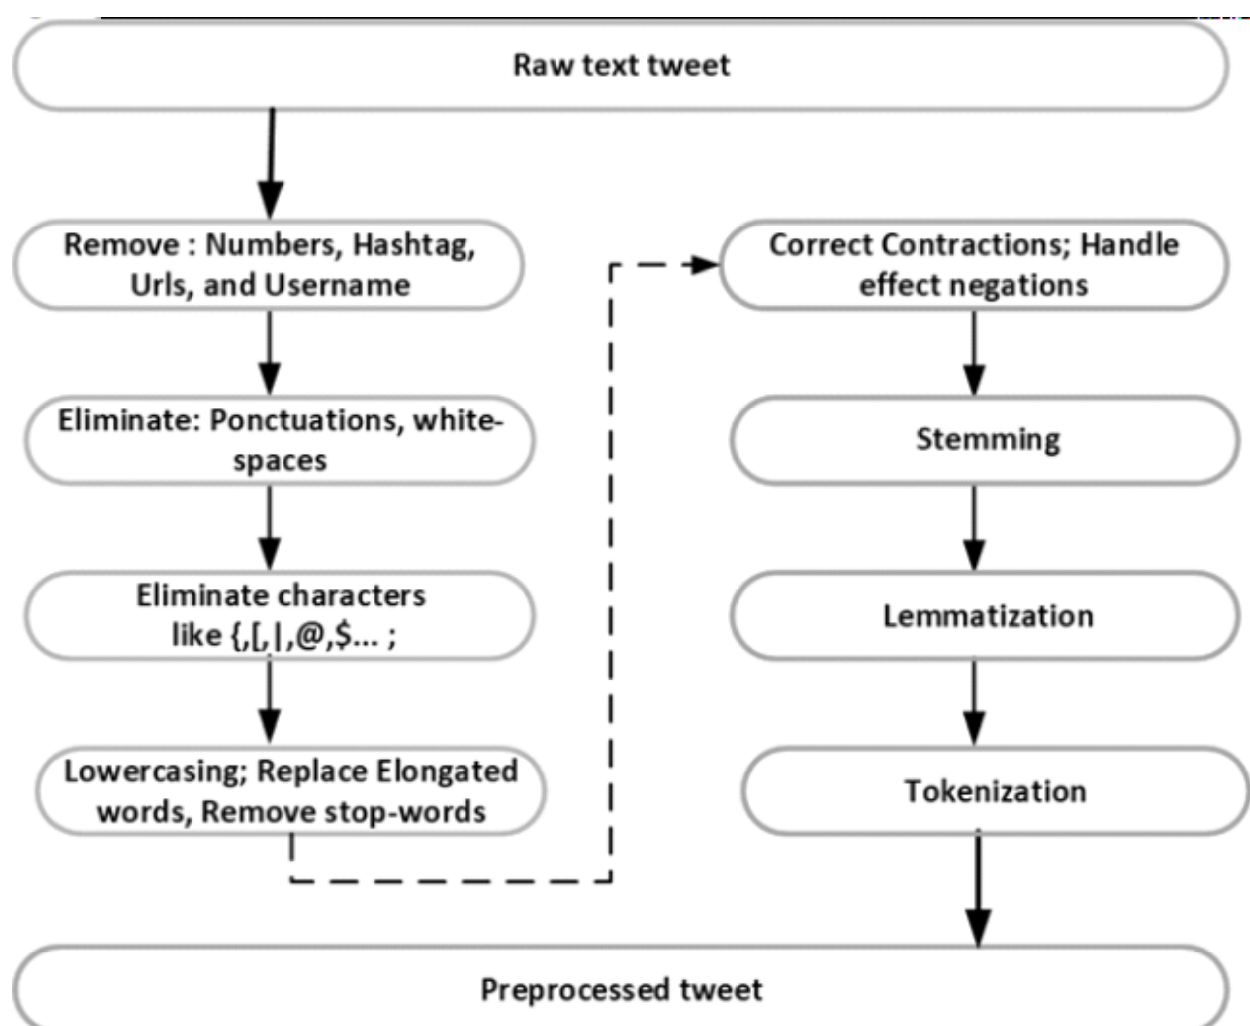 Raw text tweet
Remove : Numbers, Hashtag,
Urls, and Username
Eliminate: Ponctuations, white-
spaces
Eliminate characters
like {,[,|,@,$... ;
Lowercasing; Replace Elongated
words, Remove stop-words
Correct Contractions; Handle
effect negations
Stemming
Lemmatization
Tokenization
Preprocessed tweet